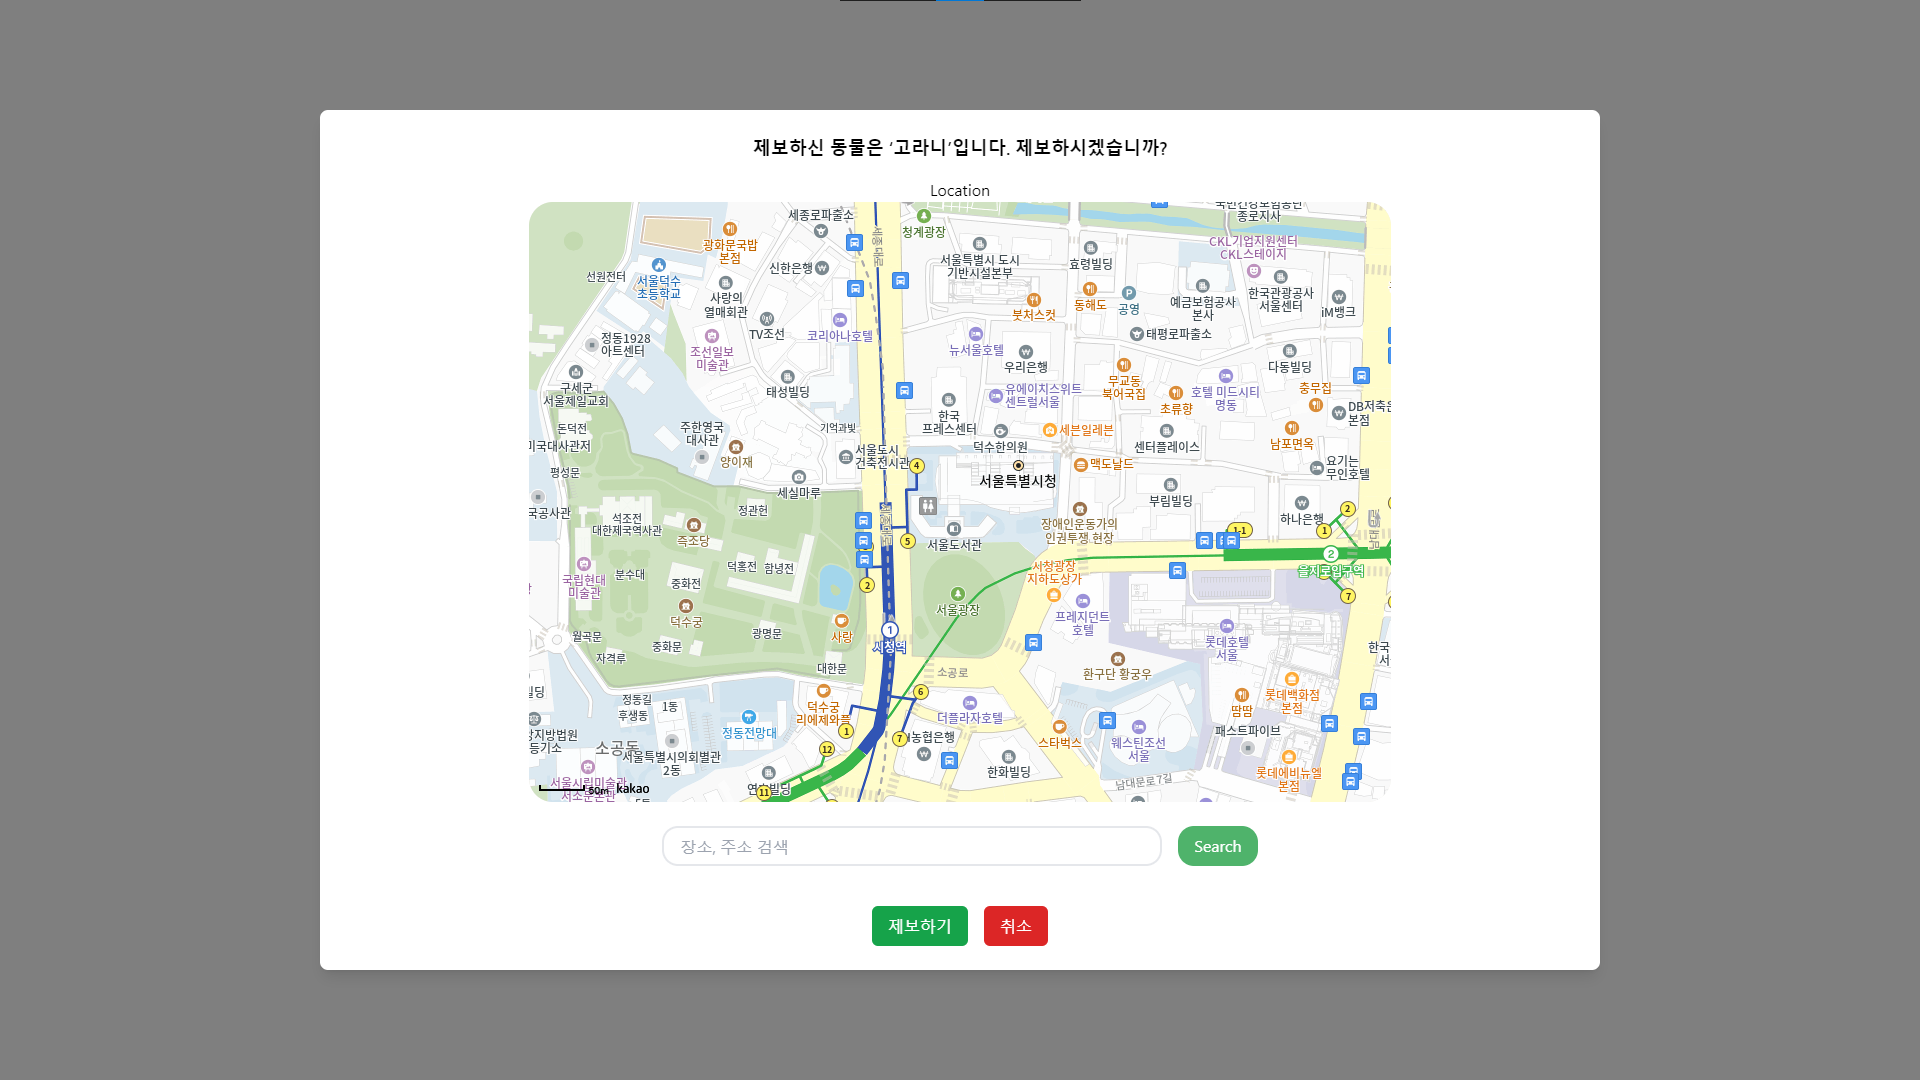 제보하신 동물은 ‘고라니’입니다. 제보하시겠습니까?
Location
세종로파출소
청계광장
종로지사
광화문국밥
본점
세종대로
서울특별시 도시
기반시설본부
효령빌딩
CKL기업지원센터
CKL스테이지
선원전터
서울덕수
초등학교
신한은행
사랑의
열매회관
붓처스컷
동해도
공영
예금보험공사
본사
한국관광공사
서울센터
iM뱅크
TV조선
코리아나호텔
정동1928
아트센터
조선일보
미술관
뉴서울호텔
태평로파출소
우리은행
다동빌딩
구세군
서울제일교회
태성빌딩
유에이치스위트
센트럴서울
무교동
북어국집
초류향
호텔 미드시티
명동
충무집
DB저축은
본점
한국
프레스센터
돈덕전
미국대사관저
주한영국
대사관
기억과빛
덕수한의원
세븐일레븐
센터플레이스
남포면옥
양이재
서울도시
건축전시관
4
맥도날드
요기는
무인호텔
평성문
세실마루
서울특별시청
부림빌딩
국공사관
석조전
대한제국역사관
정관헌
즉조당
5
서울도서관
장애인운동가의
인권투쟁 현장
하나은행
1-1
1
2
2
을지로입구역
남대문로
국립현대
미술관
분수대
중화전
덕홍전
함녕전
2
시청광장
지하도상가
7
덕수궁
서울광장
프레지던트
호텔
월곡문
중화문
광명문
사랑
1
시청역
롯데호텔
서울
한국
서
자격루
대한문
소공로
환구단 황궁우
빌딩
정동길
후생동
1동
정동전망대
덕수궁
리에제와플
6
더플라자호텔
롯데백화점
본점
땀땀
1
7
농협은행
스타벅스
웨스틴조선
서울
패스트파이브
등기소
소공동
서울특별시의회별관
2동
12
한화빌딩
남대문로7길
롯데에비뉴엘
본점
서울시립미술관
서소문본관
60m
kakao
11
장소, 주소 검색
Search
제보하기
취소